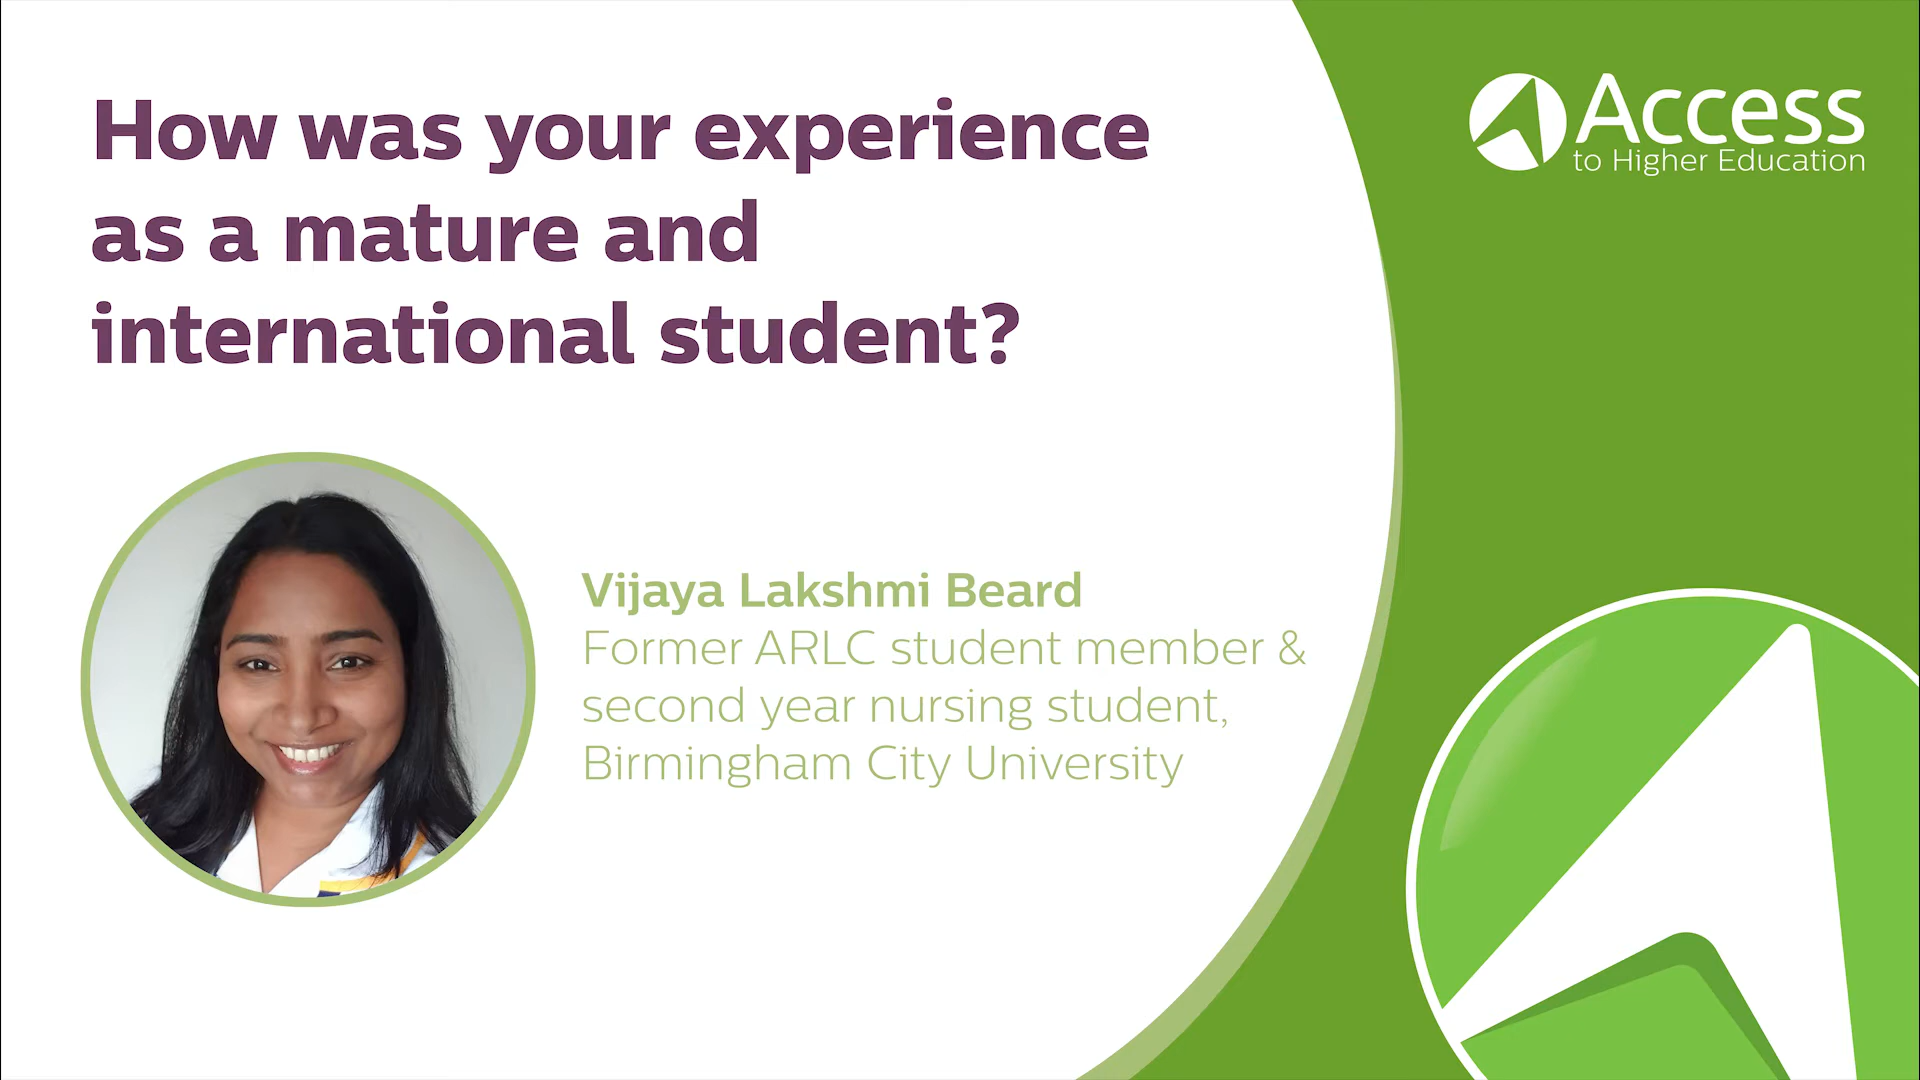 How was your experience
as a mature and
international student?
Access
to Higher Education
Vijaya Lakshmi Beard
Former ARLC student member &
second year nursing student,
Birmingham City University